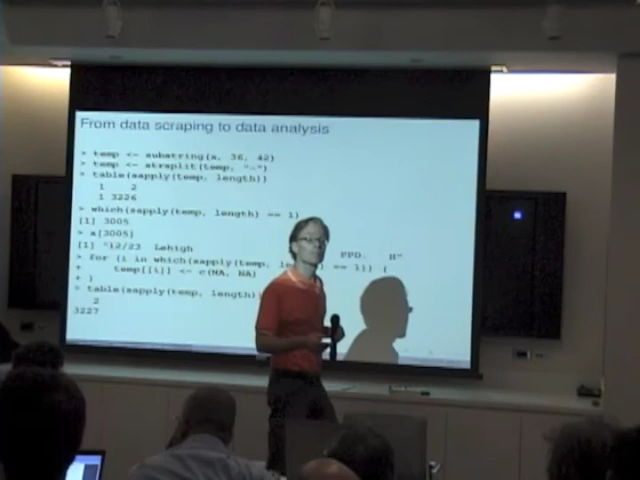 From data scraping to data analysis
> temp <- substring(a, 36, 42)
> temp <- strsplit(temp, "-")
> table(sapply(temp, length))
1 2
1 3226
> which(sapply(temp, length) == 1)
[1] 3005
> a[3005]
[1] "12/23 Lehigh PPD. H"
> for (i in which(sapply(temp, le == 1)) {
+ temp[[i]] <- c(NA, NA)
+ }
> table(sapply(temp, length))
2
3227